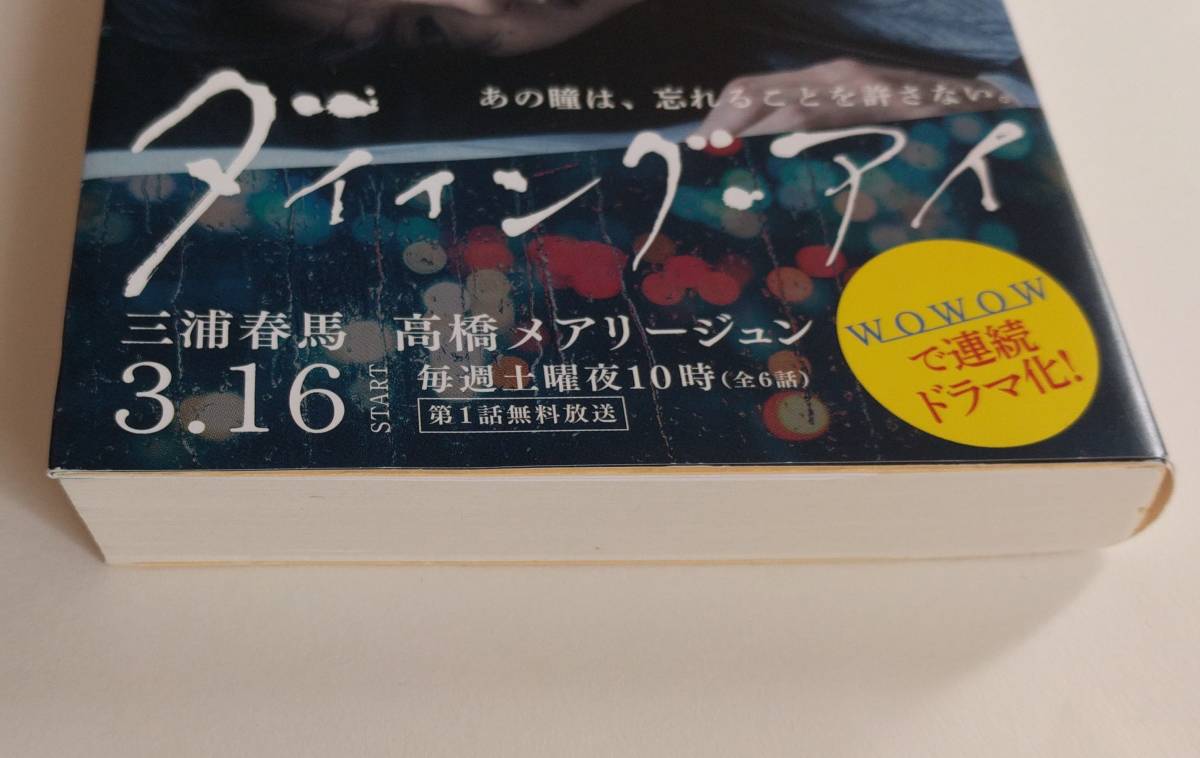 あの瞳は、忘れることを許さない。
ダイイング・アイ
三浦春馬 高橋メアリージュン
3.16 START
毎週土曜夜10時(全6話)
第1話無料放送
WOWOW
で連続
ドラマ化!